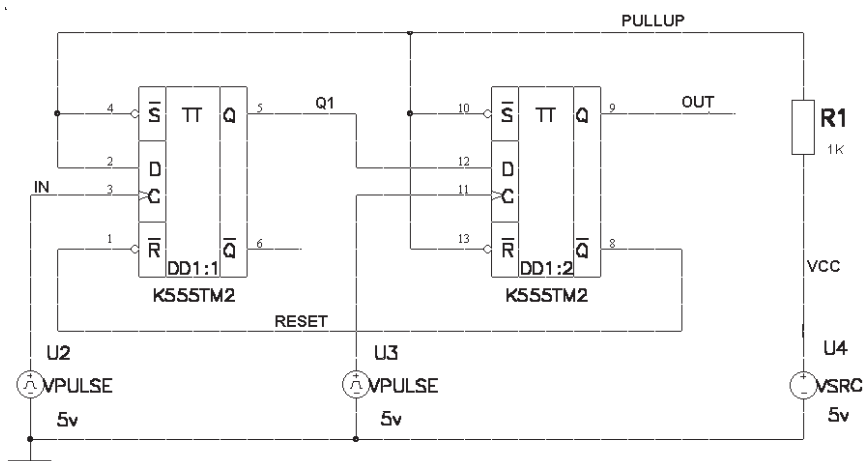 PULLUP
4
S
TT
Q
5
Q1
10
S
TT
Q
9
OUT
R1
1K
2
D
12
D
IN
3
C
11
C
1
R
Q
6
13
R
Q
8
DD1:1
DD1:2
VCC
K555TM2
K555TM2
RESET
U2
U3
U4
VPULSE
VPULSE
VSRC
5v
5v
5v